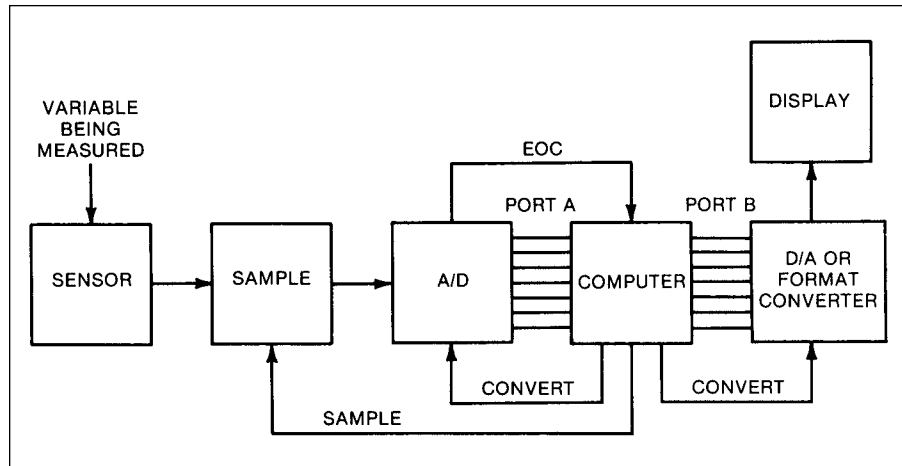 VARIABLE
BEING
MEASURED
SENSOR
SAMPLE
A/D
EOC
PORT A
COMPUTER
PORT B
D/A OR
FORMAT
CONVERTER
DISPLAY
CONVERT
CONVERT
SAMPLE